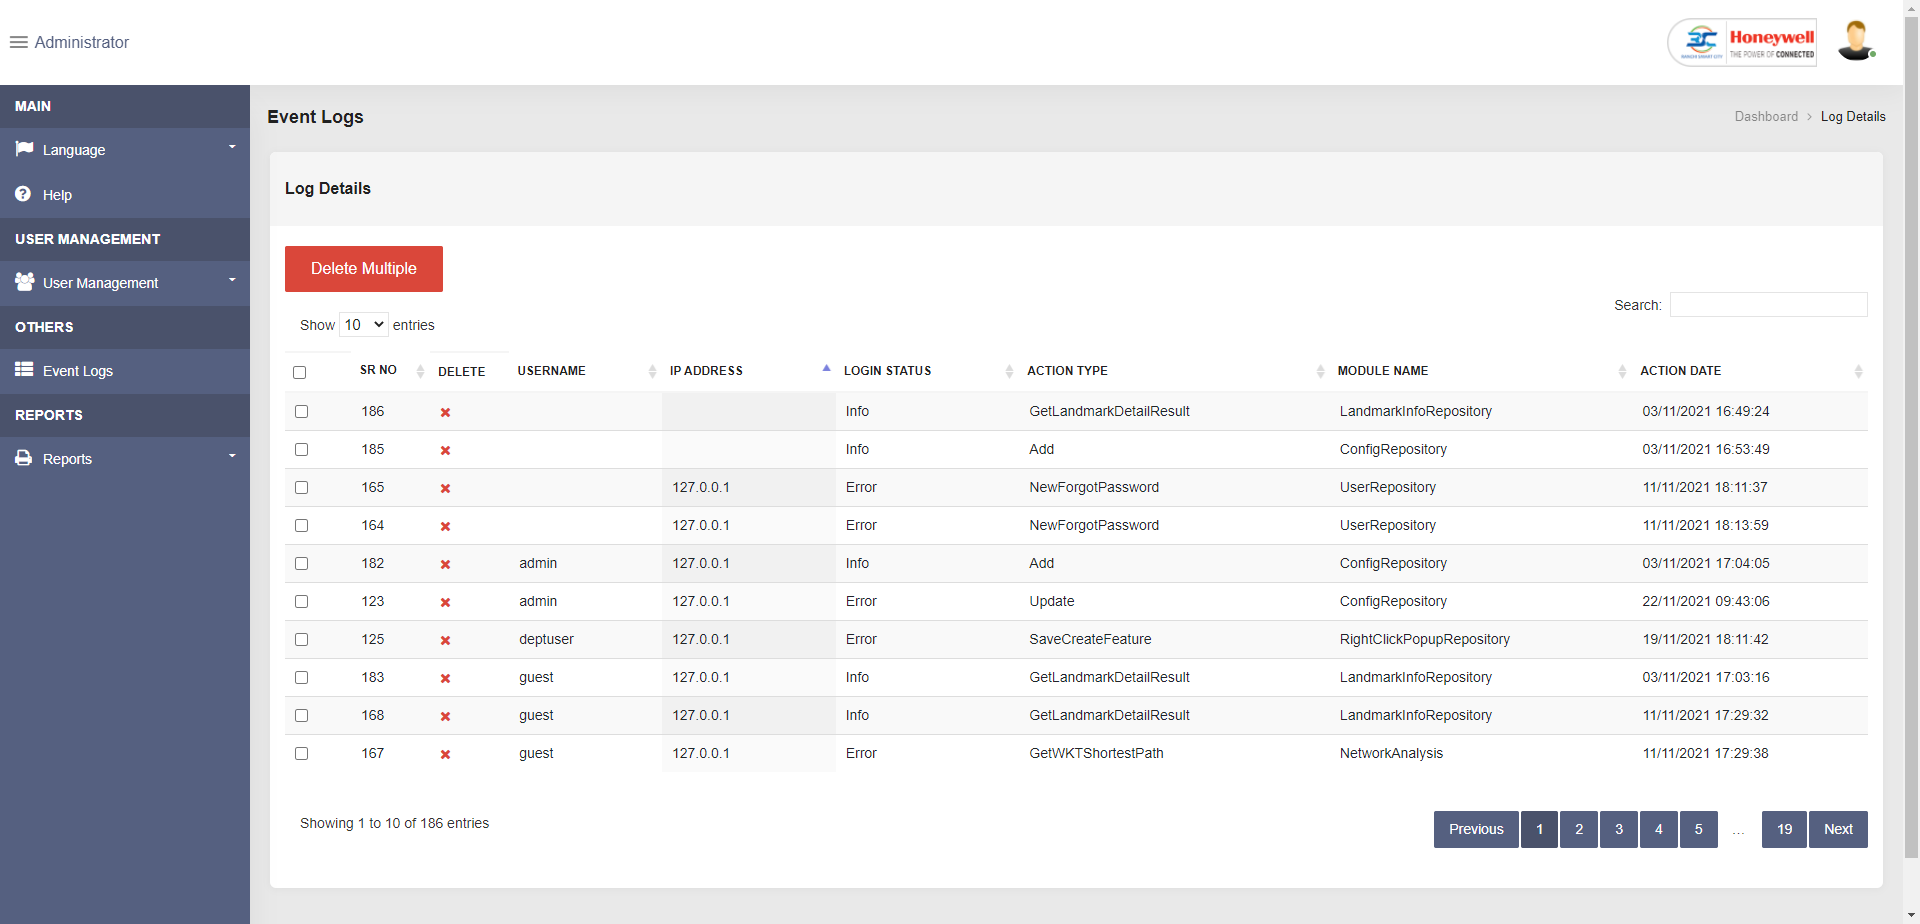 Administrator
Honeywell
THE POWER OF CONNECTED
MAIN
Language
Help
USER MANAGEMENT
User Management
OTHERS
Event Logs
REPORTS
Reports
Event Logs
Dashboard > Log Details
Log Details
Delete Multiple
Show 10 entries
Search:
SR NO DELETE USERNAME IP ADDRESS LOGIN STATUS ACTION TYPE MODULE NAME ACTION DATE
186 Info GetLandmarkDetailResult LandmarkInfoRepository 03/11/2021 16:49:24
185 Info Add ConfigRepository 03/11/2021 16:53:49
165 127.0.0.1 Error NewForgotPassword UserRepository 11/11/2021 18:11:37
164 127.0.0.1 Error NewForgotPassword UserRepository 11/11/2021 18:13:59
182 admin 127.0.0.1 Info Add ConfigRepository 03/11/2021 17:04:05
123 admin 127.0.0.1 Error Update ConfigRepository 22/11/2021 09:43:06
125 deptuser 127.0.0.1 Error SaveCreateFeature RightClickPopupRepository 19/11/2021 18:11:42
183 guest 127.0.0.1 Info GetLandmarkDetailResult LandmarkInfoRepository 03/11/2021 17:03:16
168 guest 127.0.0.1 Info GetLandmarkDetailResult LandmarkInfoRepository 11/11/2021 17:29:32
167 guest 127.0.0.1 Error GetWKTShortestPath NetworkAnalysis 11/11/2021 17:29:38
Showing 1 to 10 of 186 entries
Previous 1 2 3 4 5 ... 19 Next